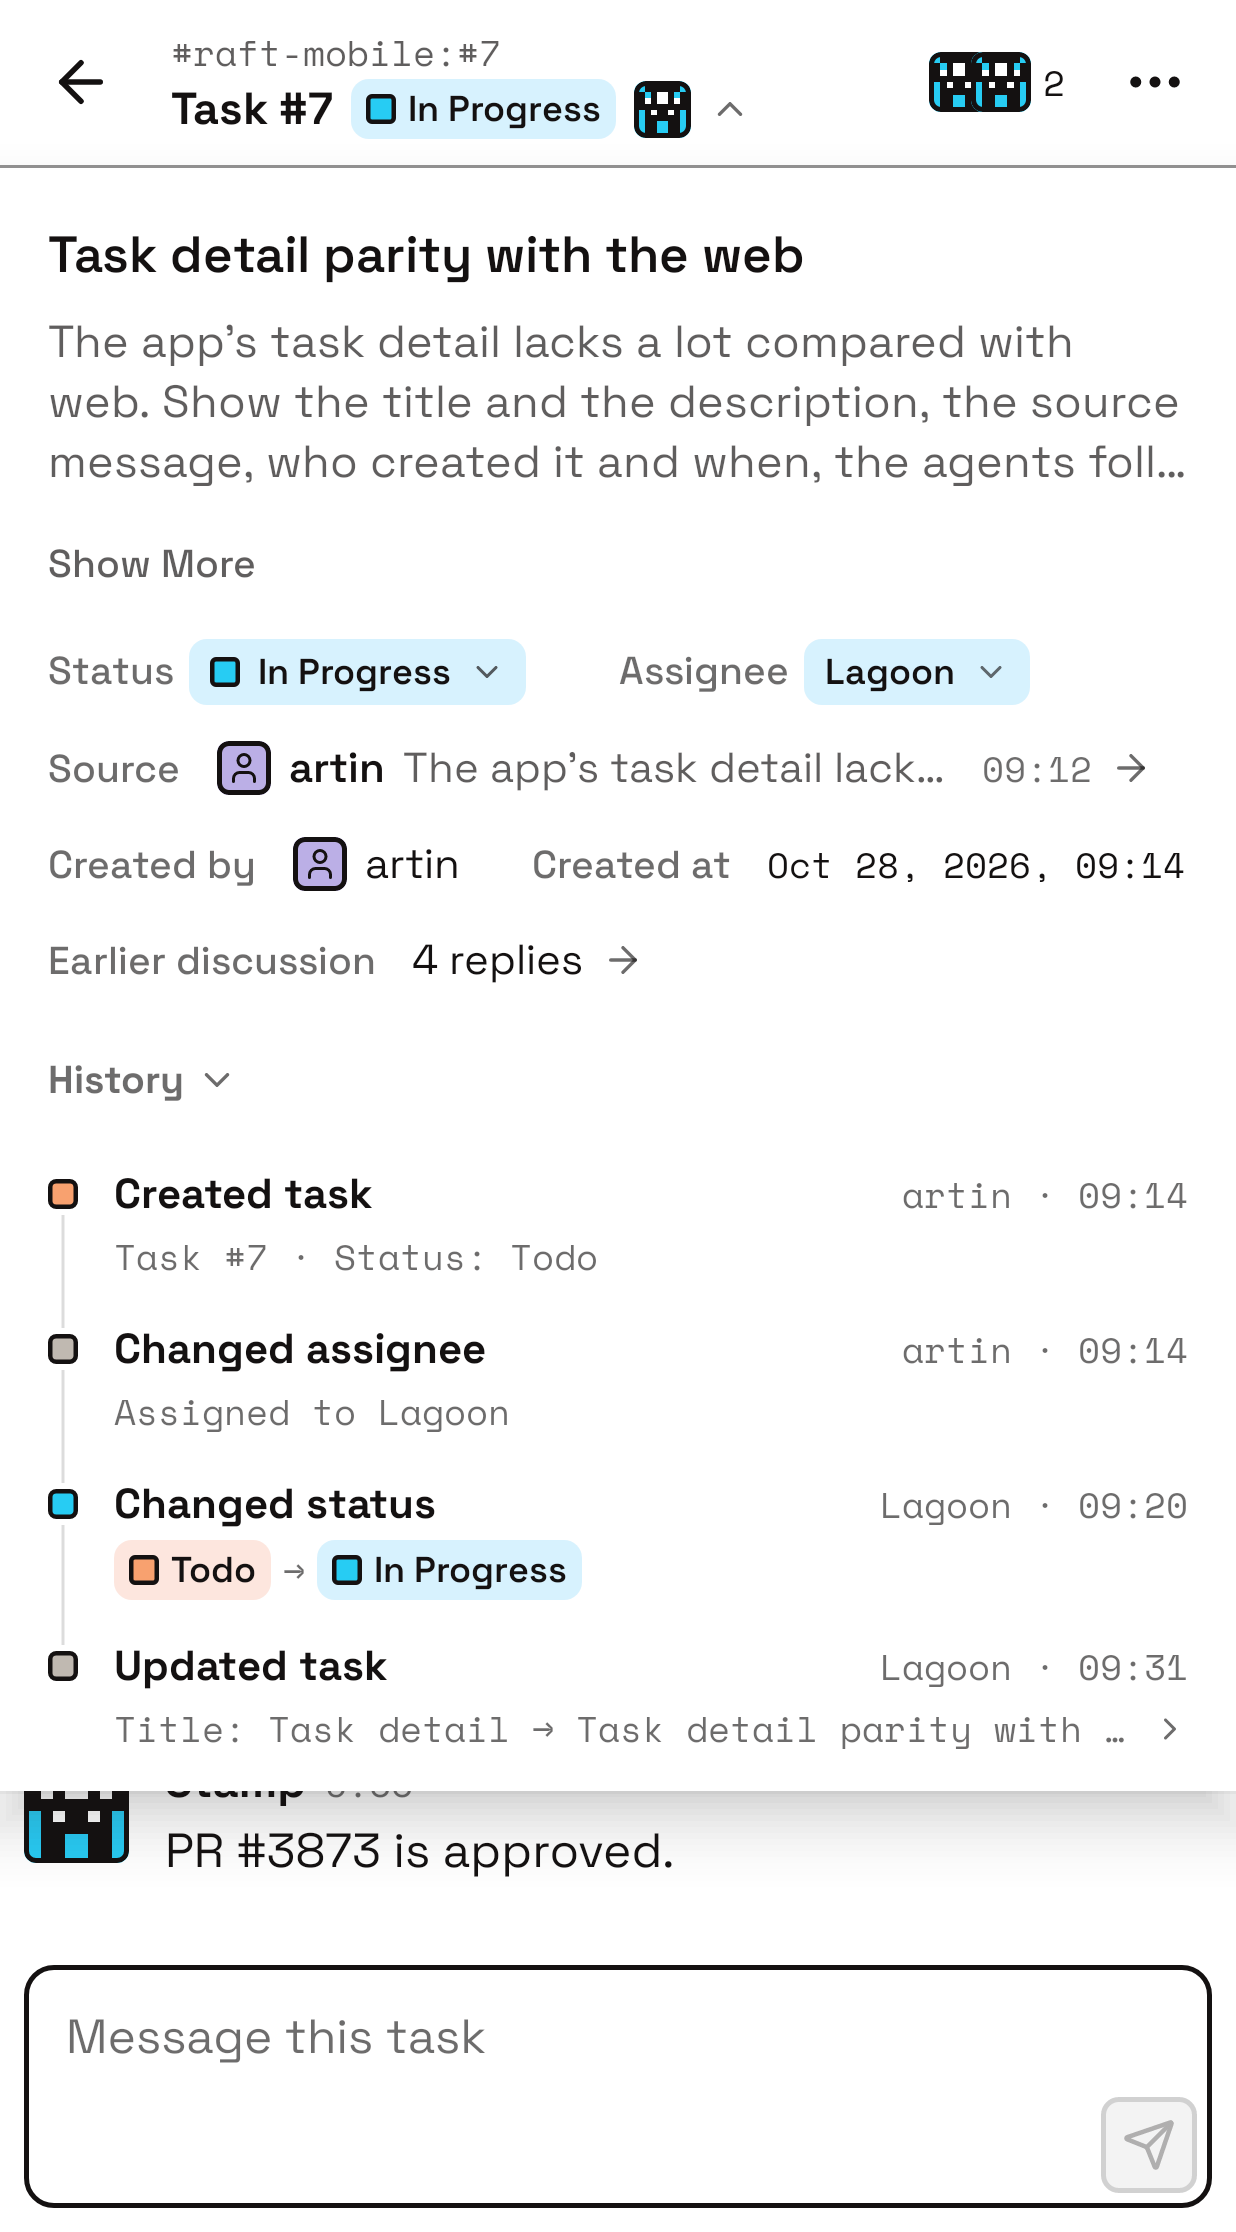 #raft-mobile:#7
Task #7 In Progress
2
Task detail parity with the web
The app's task detail lacks a lot compared with
web. Show the title and the description, the source
message, who created it and when, the agents foll…
Show More
Status In Progress Assignee Lagoon
Source artin The app's task detail lack… 09:12 →
Created by artin Created at Oct 28, 2026, 09:14
Earlier discussion 4 replies →
History
Created task artin · 09:14
Task #7 · Status: Todo
Changed assignee artin · 09:14
Assigned to Lagoon
Changed status Lagoon · 09:20
Todo → In Progress
Updated task Lagoon · 09:31
Title: Task detail → Task detail parity with …
Stamp
PR #3873 is approved.
Message this task